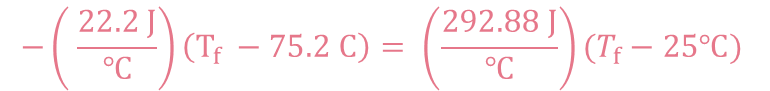 −(22.2 J/°C)(T_f − 75.2 C) = (292.88 J/°C)(T_f − 25°C)